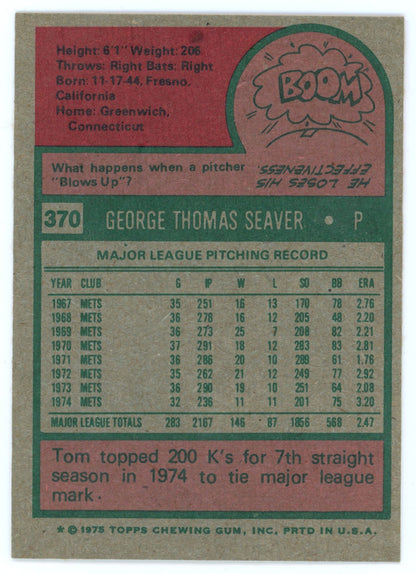 Height: 6'1" Weight: 206
Throws: Right Bats: Right
Born: 11-17-44, Fresno,
California
Home: Greenwich,
Connecticut
BOOM
What happens when a pitcher
"Blows Up"?
HE LOSES HIS
EFFECTIVENESS.
370 GEORGE THOMAS SEAVER • P
MAJOR LEAGUE PITCHING RECORD
YEAR CLUB G IP W L SO BB ERA
1967 METS 35 251 16 13 170 78 2.76
1968 METS 36 278 16 12 205 48 2.20
1969 METS 36 273 25 7 208 82 2.21
1970 METS 37 291 18 12 283 83 2.81
1971 METS 36 286 20 10 289 61 1.76
1972 METS 35 262 21 12 249 77 2.92
1973 METS 36 290 19 10 251 64 2.08
1974 METS 32 236 11 11 201 75 3.20
MAJOR LEAGUE TOTALS 283 2167 146 87 1856 568 2.47
Tom topped 200 K's for 7th straight
season in 1974 to tie major league
mark.
* © 1975 TOPPS CHEWING GUM, INC. PRTD IN U.S.A.